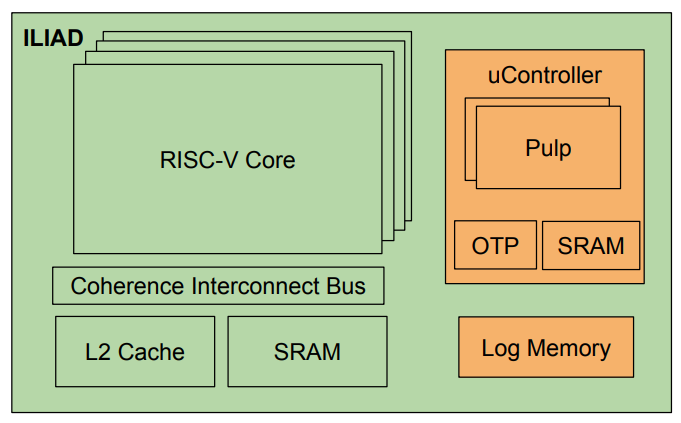 ILIAD
RISC-V Core
Coherence Interconnect Bus
L2 Cache
SRAM
uController
Pulp
OTP
SRAM
Log Memory